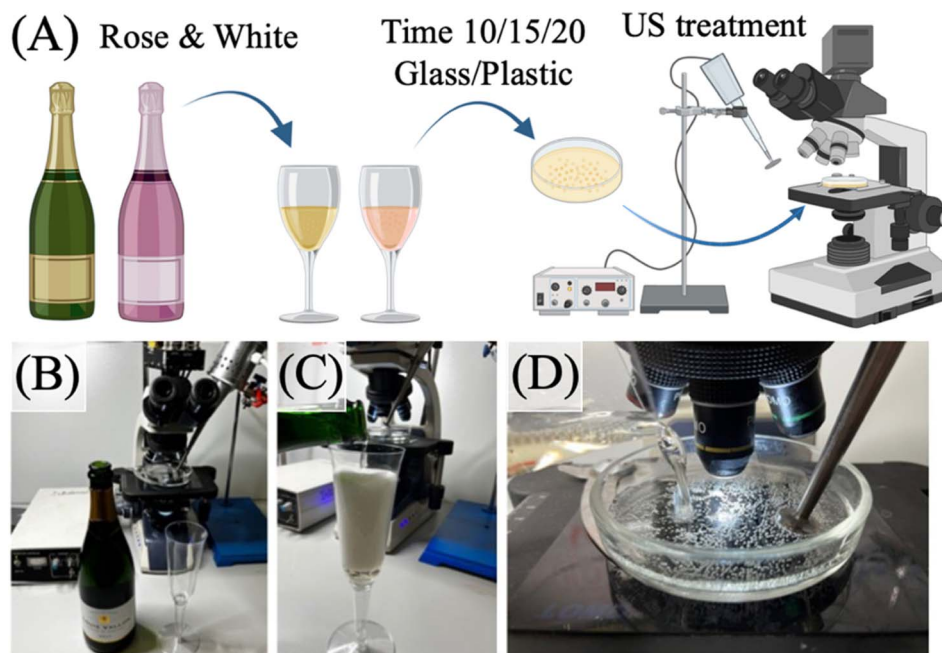 (A)
Rose & White
Time 10/15/20
Glass/Plastic
US treatment
(B)
(C)
(D)